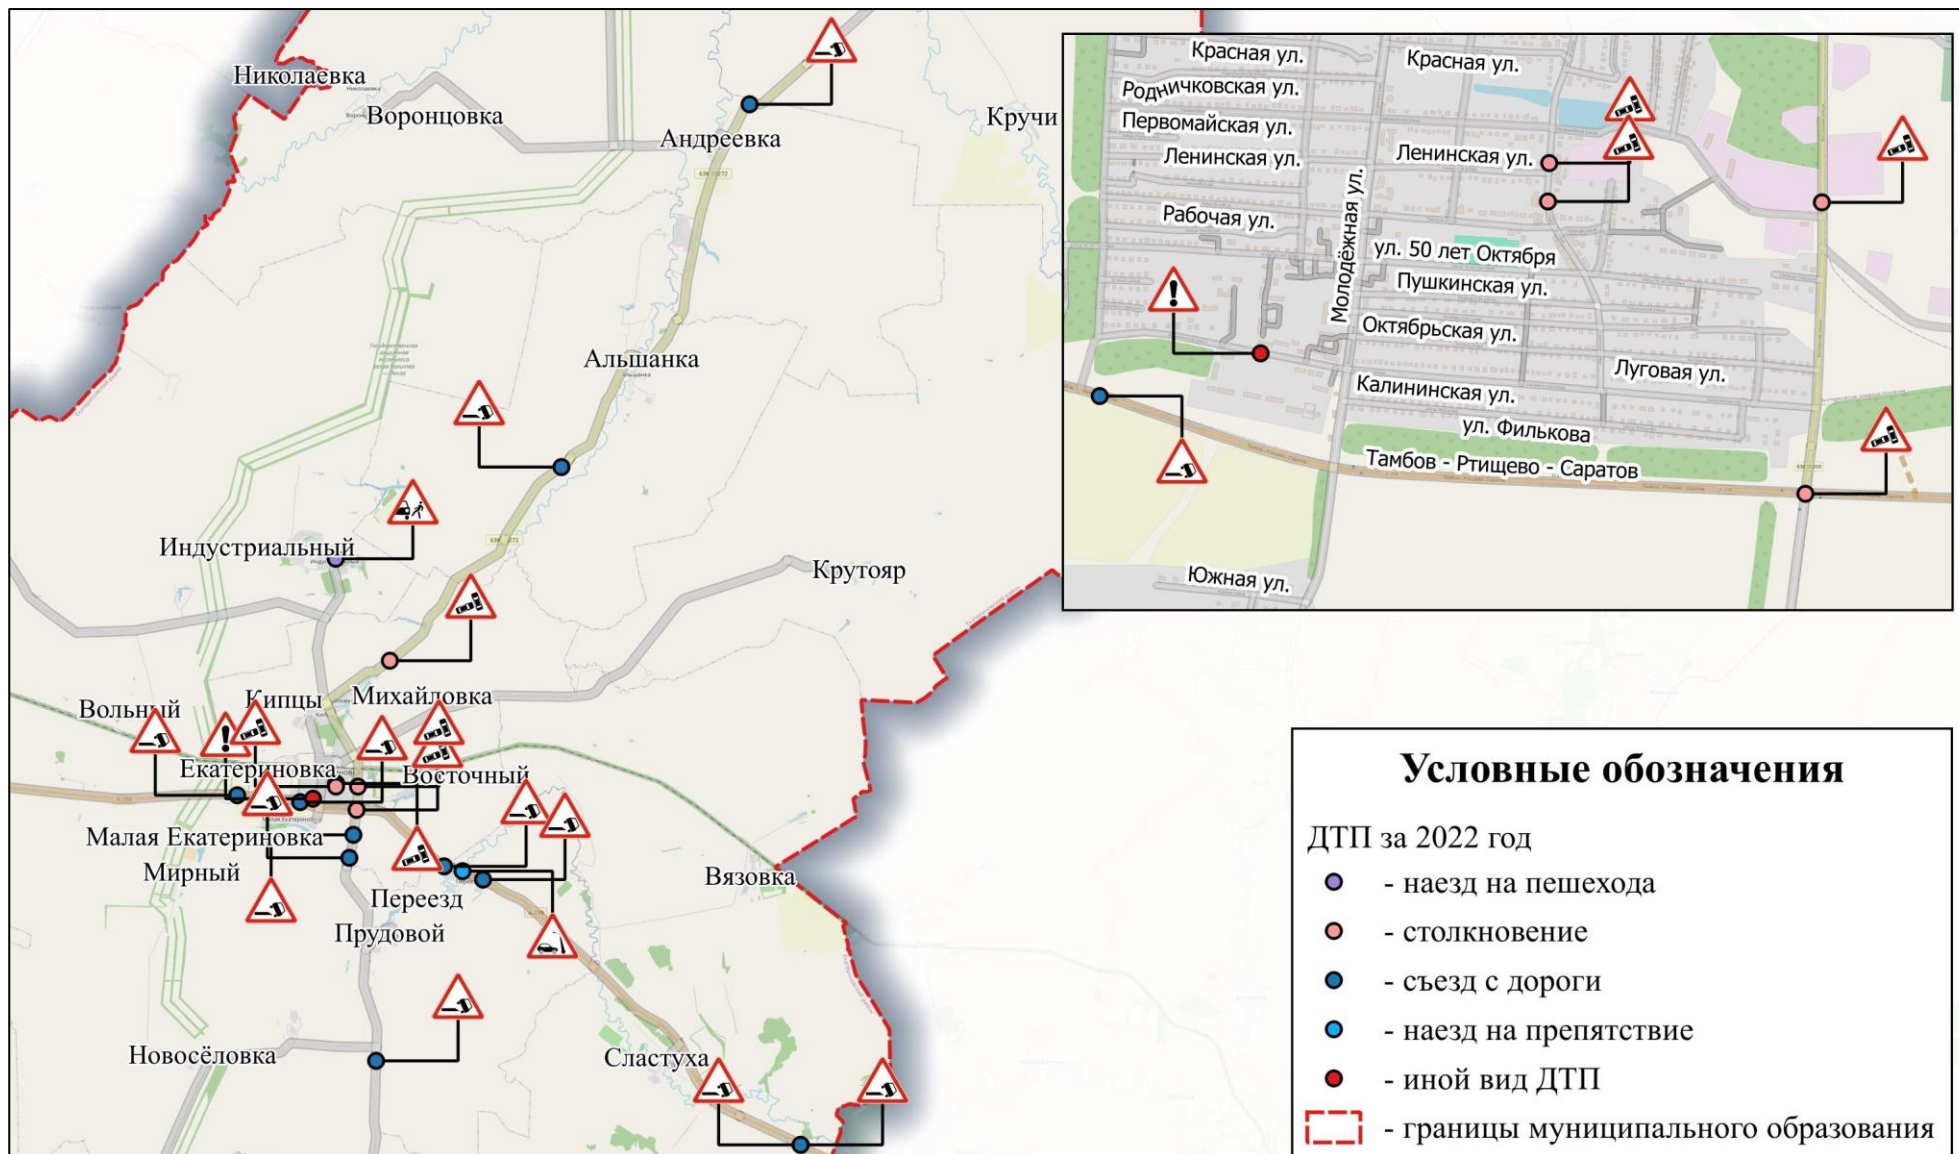 Николаевка
Воронцовка
Андреевка
Кручи
Альшанка
Индустриальный
Крутояр
Вольный
Кипцы
Михайловка
Екатериновка
Восточный
Малая Екатериновка
Мирный
Переезд
Вязовка
Прудовой
Новосёловка
Сластуха
Красная ул.
Красная ул.
Родничковская ул.
Первомайская ул.
Ленинская ул.
Ленинская ул.
Рабочая ул.
Молодёжная ул.
ул. 50 лет Октября
Пушкинская ул.
Октябрьская ул.
Луговая ул.
Калининская ул.
ул. Филькова
Тамбов - Ртищево - Саратов
Южная ул.
Условные обозначения
ДТП за 2022 год
- наезд на пешехода
- столкновение
- съезд с дороги
- наезд на препятствие
- иной вид ДТП
- границы муниципального образования